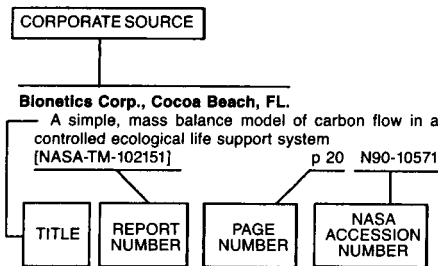 CORPORATE SOURCE
Bionetics Corp., Cocoa Beach, FL.
A simple, mass balance model of carbon flow in a
controlled ecological life support system
[NASA-TM-102151] p 20 N90-10571
TITLE
REPORT
NUMBER
PAGE
NUMBER
NASA
ACCESSION
NUMBER